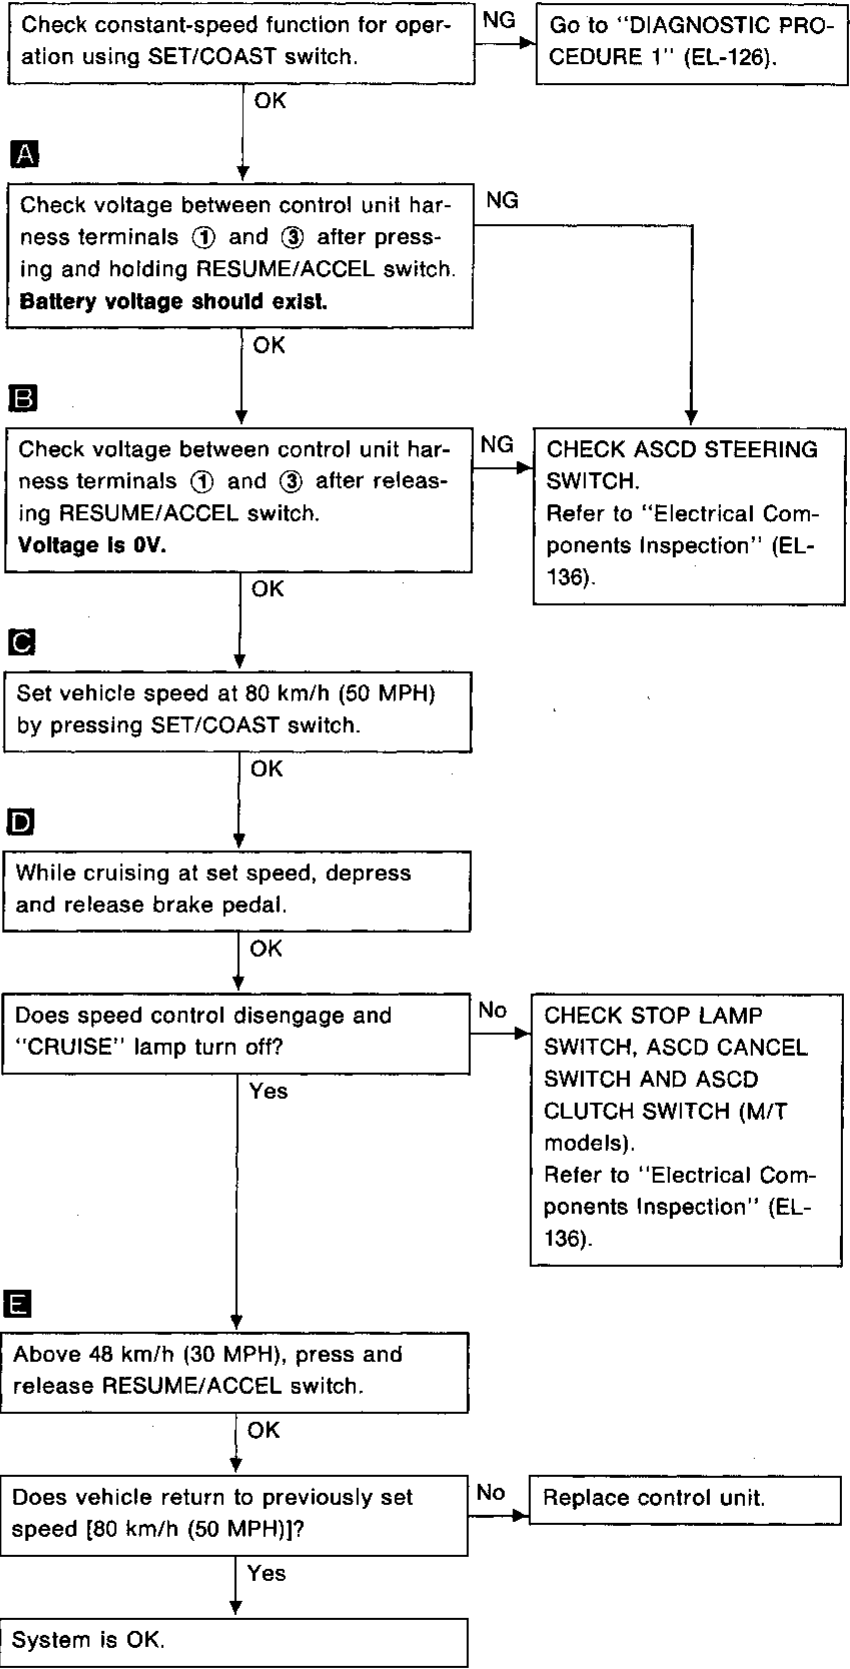 Check constant-speed function for oper-
ation using SET/COAST switch.
NG
Go to "DIAGNOSTIC PRO-
CEDURE 1" (EL-126).
OK
A
Check voltage between control unit har-
ness terminals ① and ③ after press-
ing and holding RESUME/ACCEL switch.
Battery voltage should exist.
NG
OK
B
Check voltage between control unit har-
ness terminals ① and ③ after releas-
ing RESUME/ACCEL switch.
Voltage is 0V.
NG
CHECK ASCD STEERING
SWITCH.
Refer to "Electrical Com-
ponents Inspection" (EL-
136).
OK
C
Set vehicle speed at 80 km/h (50 MPH)
by pressing SET/COAST switch.
OK
D
While cruising at set speed, depress
and release brake pedal.
OK
Does speed control disengage and
"CRUISE" lamp turn off?
No
CHECK STOP LAMP
SWITCH, ASCD CANCEL
SWITCH AND ASCD
CLUTCH SWITCH (M/T
models).
Refer to "Electrical Com-
ponents Inspection" (EL-
136).
Yes
E
Above 48 km/h (30 MPH), press and
release RESUME/ACCEL switch.
OK
Does vehicle return to previously set
speed [80 km/h (50 MPH)]?
No
Replace control unit.
Yes
System is OK.